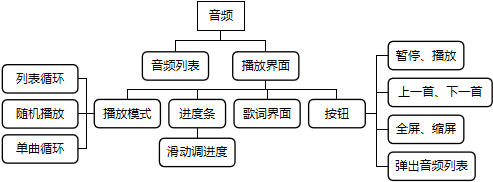 音频
音频列表
播放界面
播放模式
进度条
歌词界面
按钮
列表循环
随机播放
单曲循环
滑动调进度
暂停、播放
上一首、下一首
全屏、缩屏
弹出音频列表